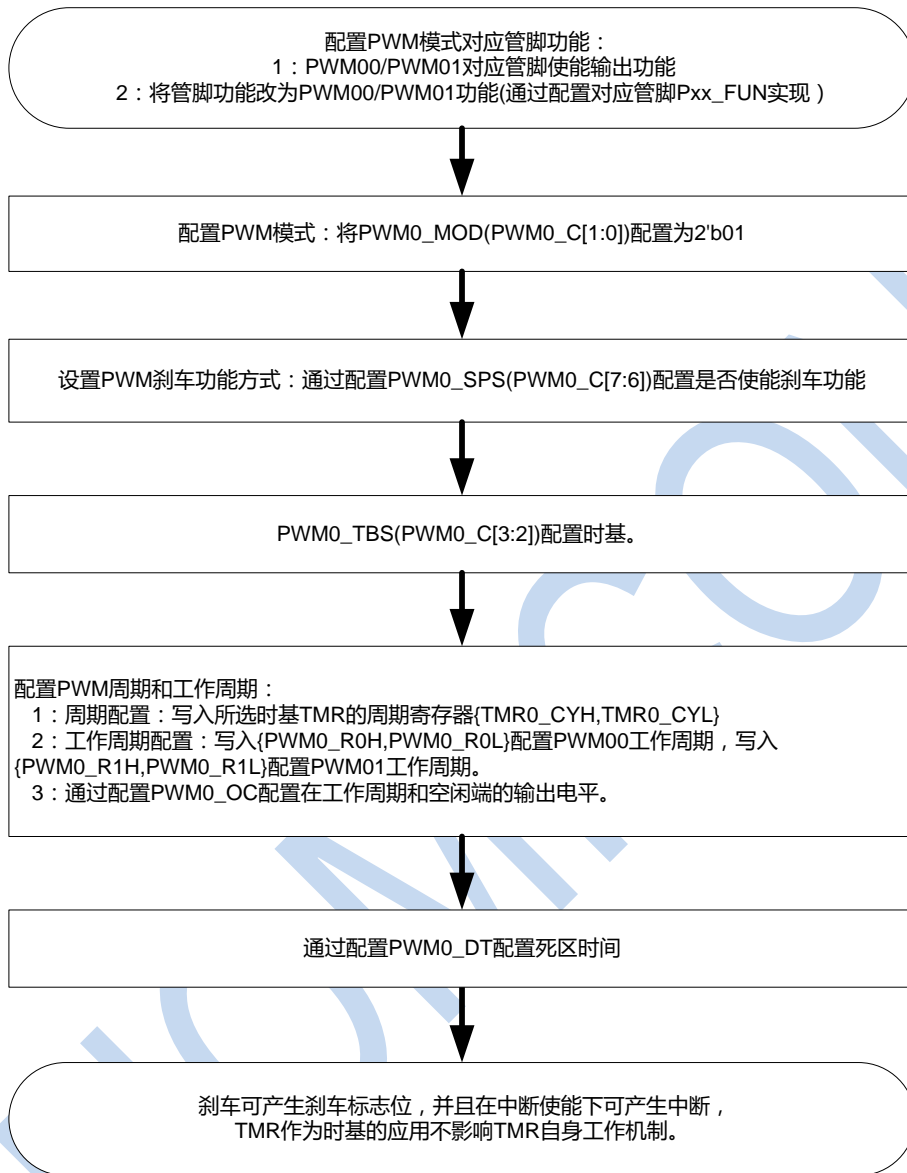 配置PWM模式对应管脚功能：
1：PWM00/PWM01对应管脚使能输出功能
2：将管脚功能改为PWM00/PWM01功能(通过配置对应管脚Pxx_FUN实现）
配置PWM模式：将PWM0_MOD(PWM0_C[1:0])配置为2'b01
设置PWM刹车功能方式：通过配置PWM0_SPS(PWM0_C[7:6])配置是否使能刹车功能
PWM0_TBS(PWM0_C[3:2])配置时基。
配置PWM周期和工作周期：
1：周期配置：写入所选时基TMR的周期寄存器{TMR0_CYH,TMR0_CYL}
2：工作周期配置：写入{PWM0_R0H,PWM0_R0L}配置PWM00工作周期，写入
{PWM0_R1H,PWM0_R1L}配置PWM01工作周期。
3：通过配置PWM0_OC配置在工作周期和空闲端的输出电平。
通过配置PWM0_DT配置死区时间
刹车可产生刹车标志位，并且在中断使能下可产生中断，
TMR作为时基的应用不影响TMR自身工作机制。